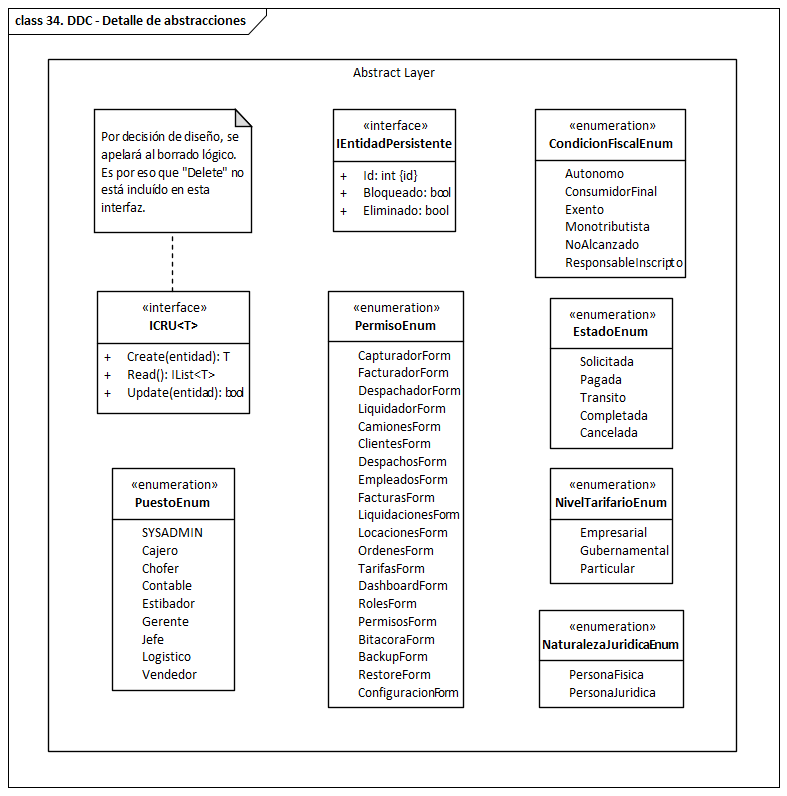 class 34. DDC - Detalle de abstracciones
Abstract Layer
Por decisión de diseño, se
apelará al borrado lógico.
Es por eso que "Delete" no
está incluído en esta
interfaz.
«interface»
IEntidadPersistente
+ Id: int {id}
+ Bloqueado: bool
+ Eliminado: bool
«enumeration»
CondicionFiscalEnum
Autonomo
ConsumidorFinal
Exento
Monotributista
NoAlcanzado
ResponsableInscripto
«interface»
ICRU<T>
+ Create(entidad): T
+ Read(): IList<T>
+ Update(entidad): bool
«enumeration»
PermisoEnum
CapturadorForm
FacturadorForm
DespachadorForm
LiquidadorForm
CamionesForm
ClientesForm
DespachosForm
EmpleadosForm
FacturasForm
LiquidacionesForm
LocacionesForm
OrdenesForm
TarifasForm
DashboardForm
RolesForm
PermisosForm
BitacoraForm
BackupForm
RestoreForm
ConfiguracionForm
«enumeration»
EstadoEnum
Solicitada
Pagada
Transito
Completada
Cancelada
«enumeration»
PuestoEnum
SYSADMIN
Cajero
Chofer
Contable
Estibador
Gerente
Jefe
Logistico
Vendedor
«enumeration»
NivelTarifarioEnum
Empresarial
Gubernamental
Particular
«enumeration»
NaturalezaJuridicaEnum
PersonaFisica
PersonaJuridica